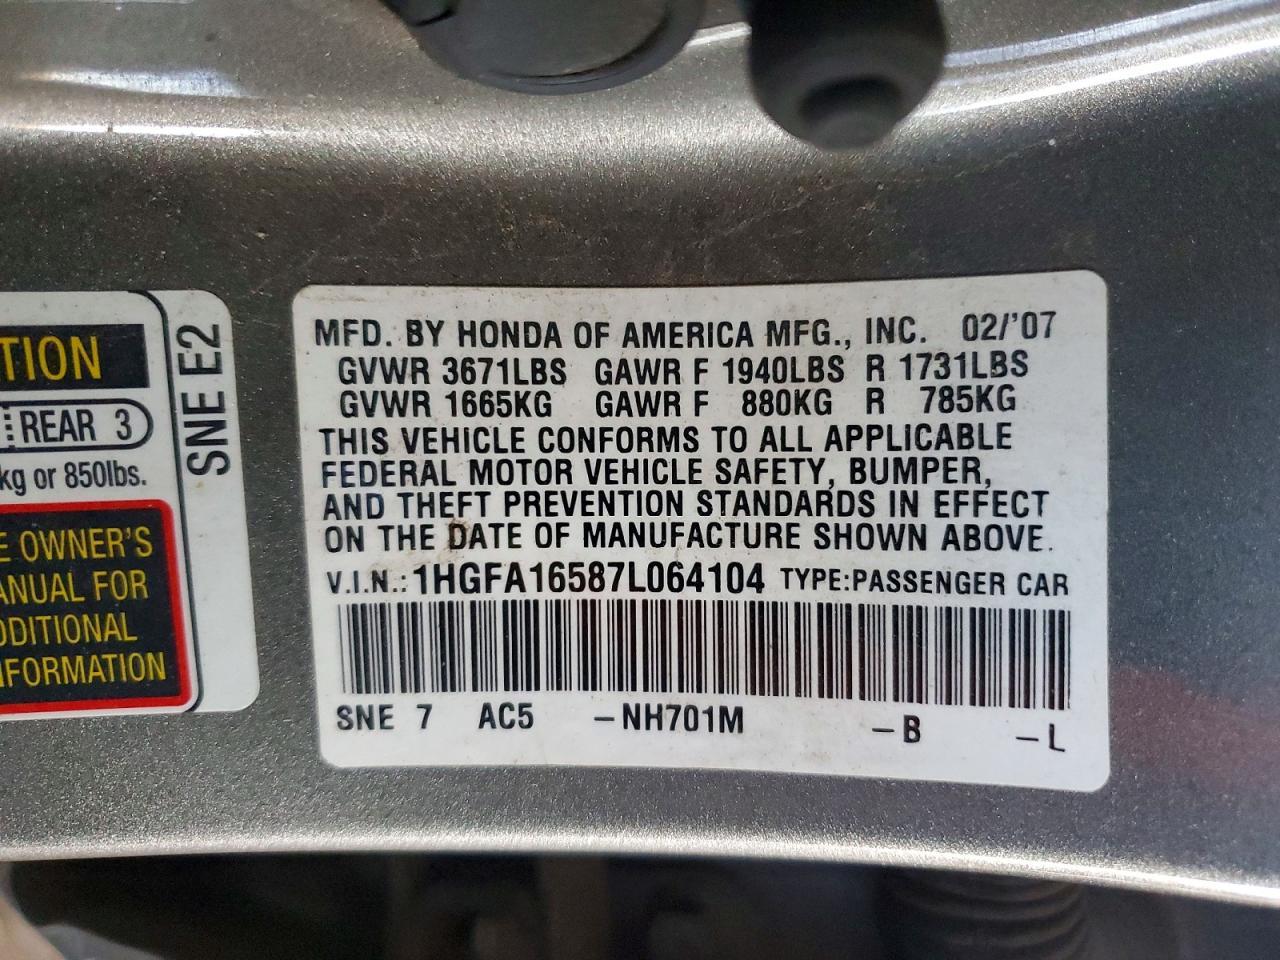 TION
REAR 3
kg or 850lbs.
E OWNER'S
ANUAL FOR
DDITIONAL
NFORMATION
SNE E2
MFD. BY HONDA OF AMERICA MFG., INC. 02/'07
GVWR 3671LBS GAWR F 1940LBS R 1731LBS
GVWR 1665KG GAWR F 880KG R 785KG
THIS VEHICLE CONFORMS TO ALL APPLICABLE
FEDERAL MOTOR VEHICLE SAFETY, BUMPER,
AND THEFT PREVENTION STANDARDS IN EFFECT
ON THE DATE OF MANUFACTURE SHOWN ABOVE.
V.I.N.: 1HGFA16587L064104 TYPE:PASSENGER CAR
SNE 7 AC5 -NH701M -B -L